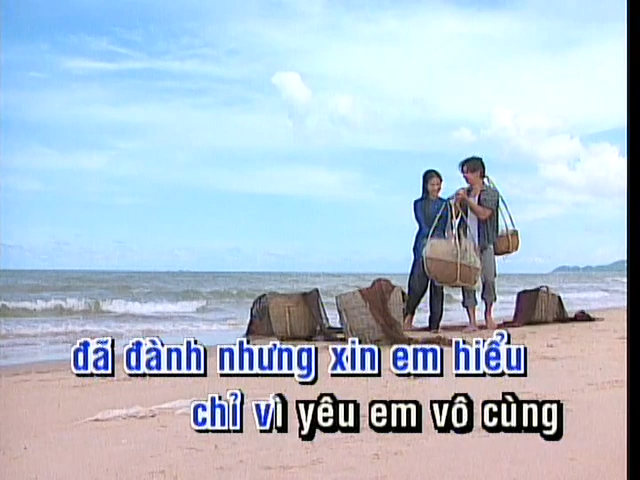 đã đành nhưng xin em hiểu
chỉ vì yêu em vô cùng